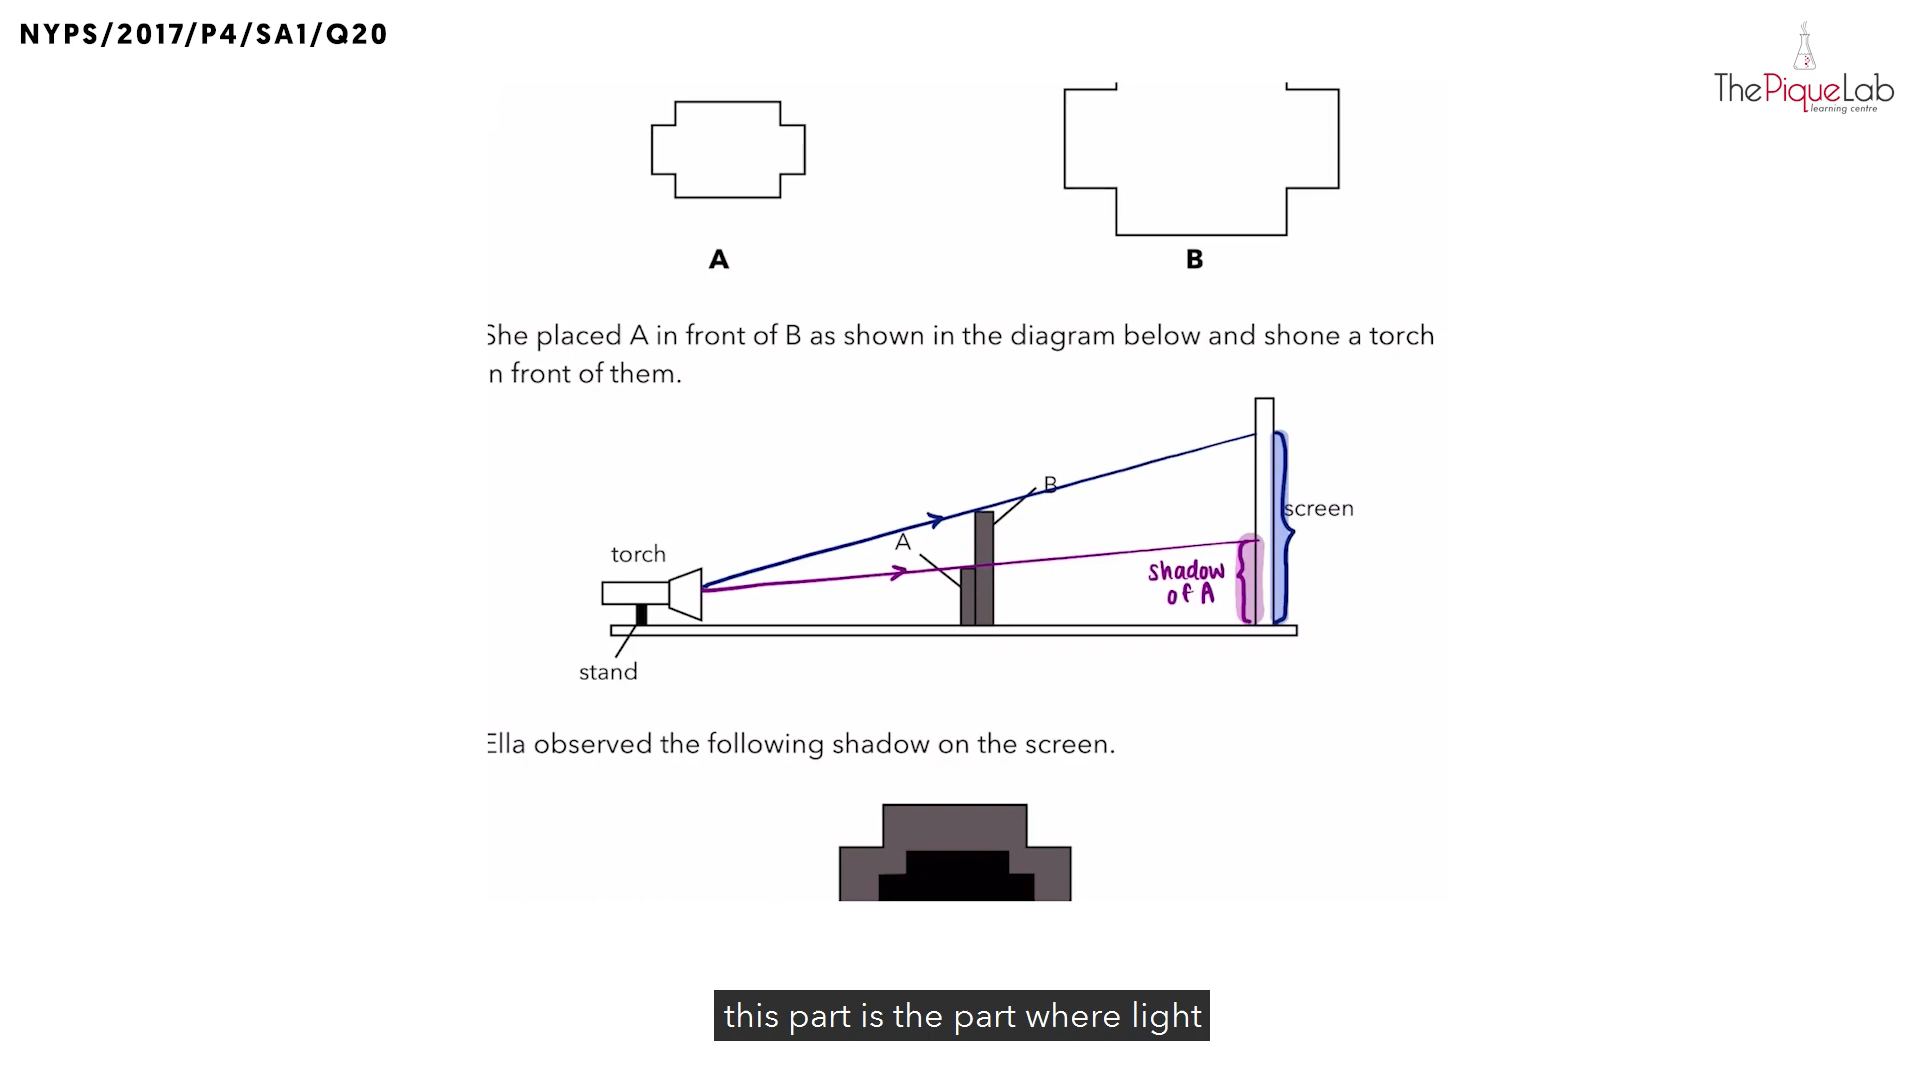 NYPS/2017/P4/SA1/Q20
ThePiqueLab
learning centre
A
B
She placed A in front of B as shown in the diagram below and shone a torch
n front of them.
B
screen
A
torch
shadow
of A
stand
Ella observed the following shadow on the screen.
this part is the part where light